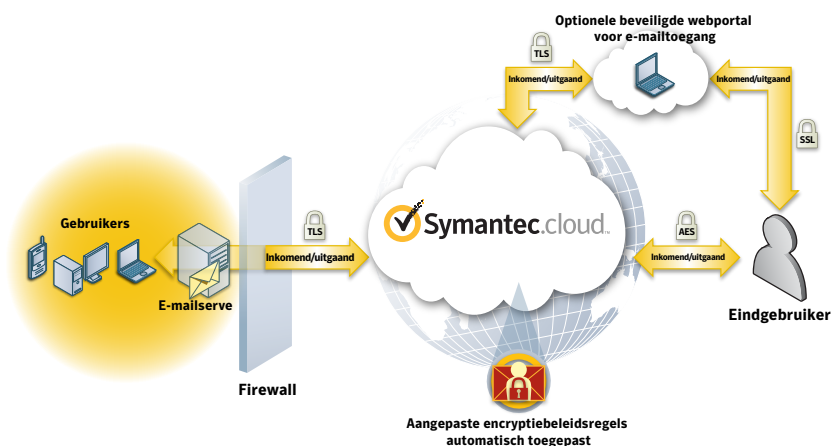 Optionele beveiligde webportal
voor e-mailtoegang
TLS
Inkomend/uitgaand
Inkomend/uitgaand
SSL
Gebruikers
TLS
Symantec.cloud™
AES
Inkomend/uitgaand
Inkomend/uitgaand
E-mailserve
Eindgebruiker
Firewall
Aangepaste encryptiebeleidsregels
automatisch toegepast